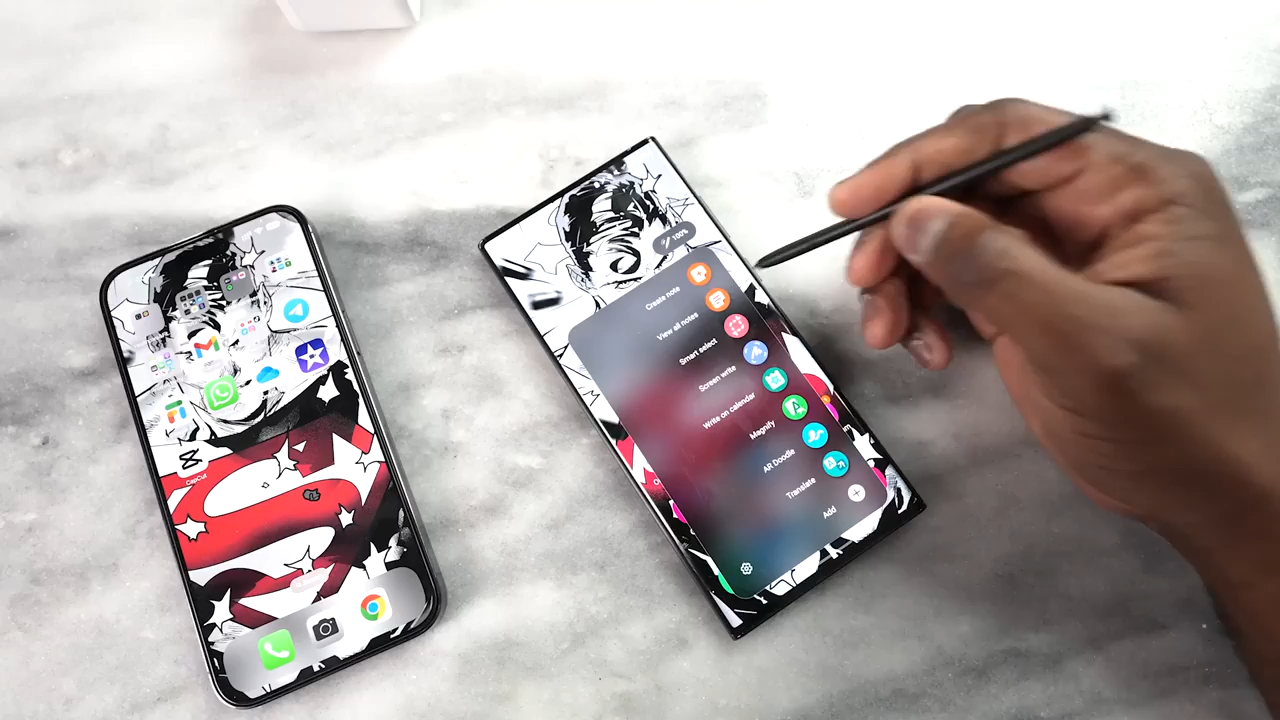 CapCut
100%
Create note
View all notes
Smart select
Screen write
Write on calendar
Magnify
AR Doodle
Translate
Add